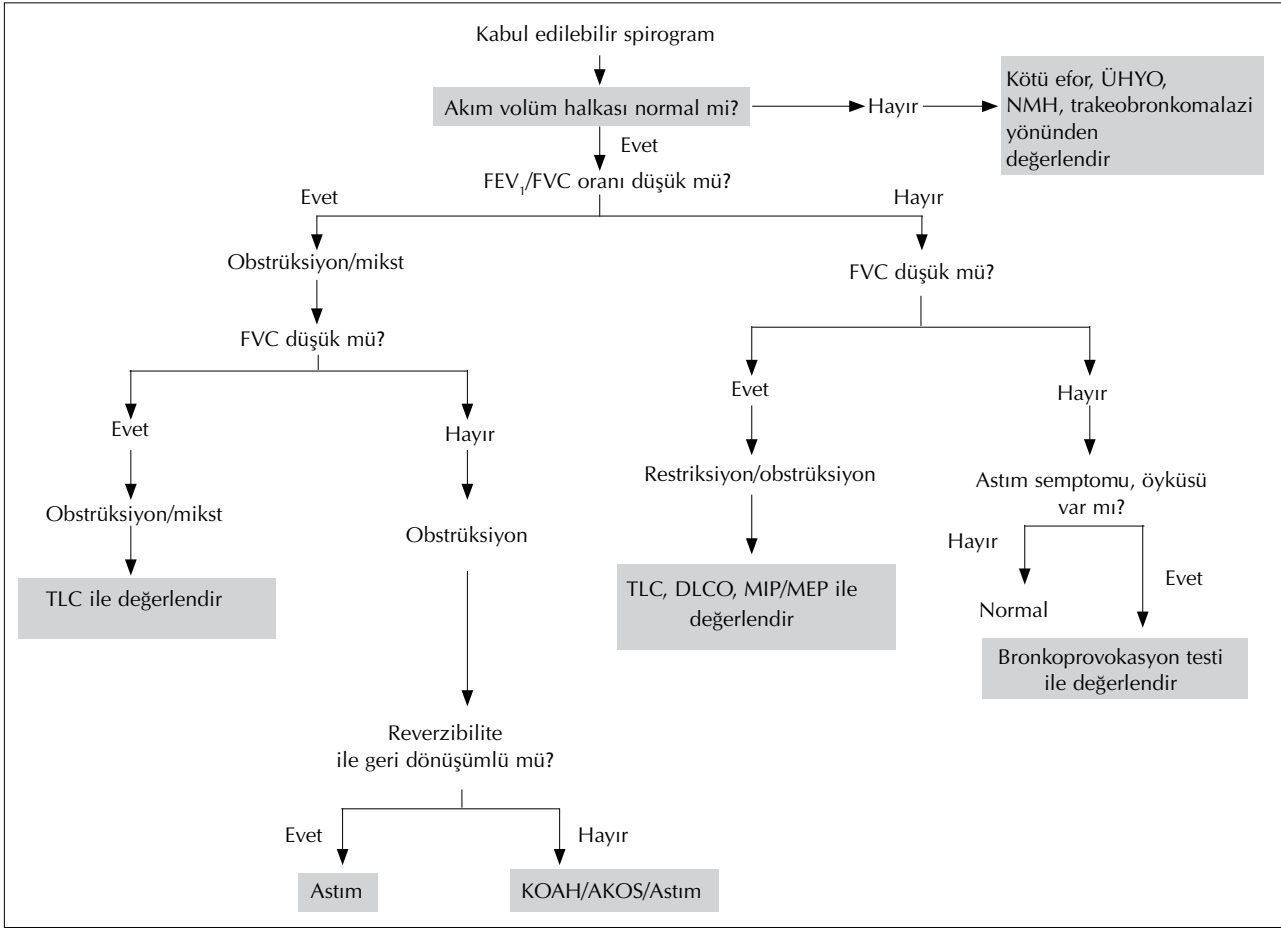 Kabul edilebilir spirogram
Akım volüm halkası normal mi?
Hayır
Kötü efor, ÜHYO,
NMH, trakeobronkomalazi
yönünden
değerlendir
Evet
FEV₁/FVC oranı düşük mü?
Evet
Hayır
Obstrüksiyon/mikst
FVC düşük mü?
FVC düşük mü?
Evet
Hayır
Evet
Hayır
Obstrüksiyon/mikst
Obstrüksiyon
Restriksiyon/obstrüksiyon
Astım semptomu, öyküsü
var mı?
Hayır
Evet
TLC ile değerlendir
TLC, DLCO, MIP/MEP ile
değerlendir
Normal
Bronkoprovokasyon testi
ile değerlendir
Reverzibilite
ile geri dönüşümlü mü?
Evet
Hayır
Astım
KOAH/AKOS/Astım